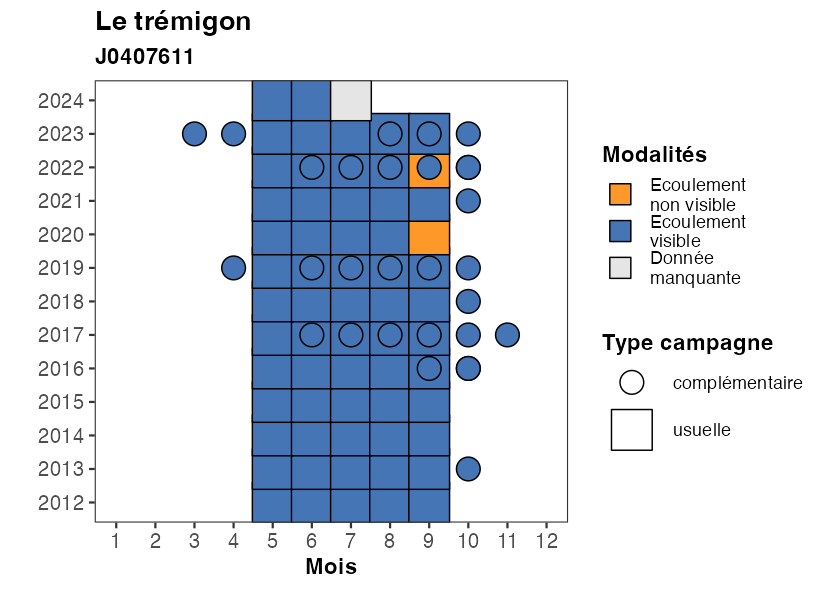 Le trémigon
J0407611
2024
2023
2022
2021
2020
2019
2018
2017
2016
2015
2014
2013
2012
1 2 3 4 5 6 7 8 9 10 11 12
Mois
Modalités
Ecoulement
non visible
Ecoulement
visible
Donnée
manquante
Type campagne
complémentaire
usuelle